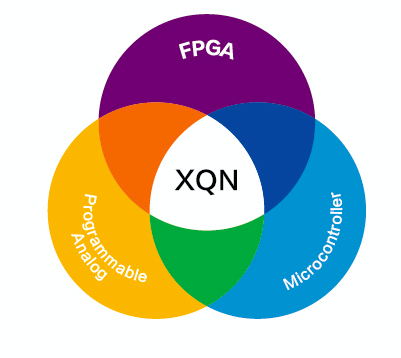 FPGA
XQN
Programmable
Analog
Microcontroller